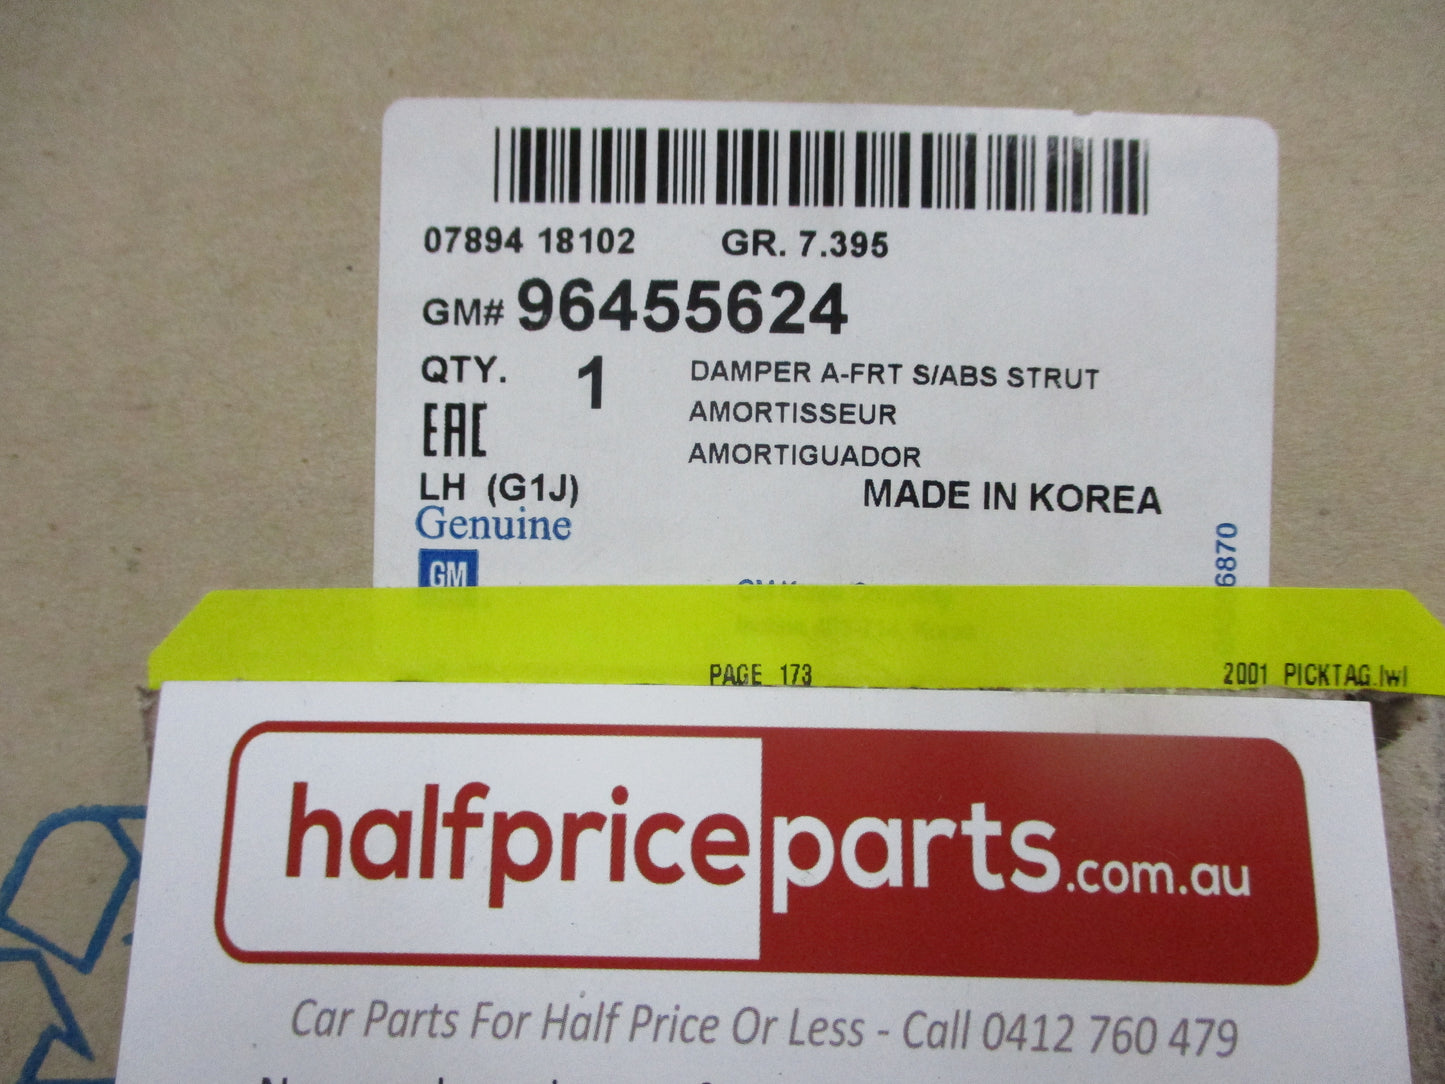 07894 18102 GR. 7.395
GM# 96455624
QTY. 1 DAMPER A-FRT S/ABS STRUT
AMORTISSEUR
EAC
AMORTIGUADOR
LH (G1J) MADE IN KOREA
Genuine
GM
6870
PAGE 173 2001 PICKTAG.lwl
halfpriceparts.com.au
Car Parts For Half Price Or Less - Call 0412 760 479